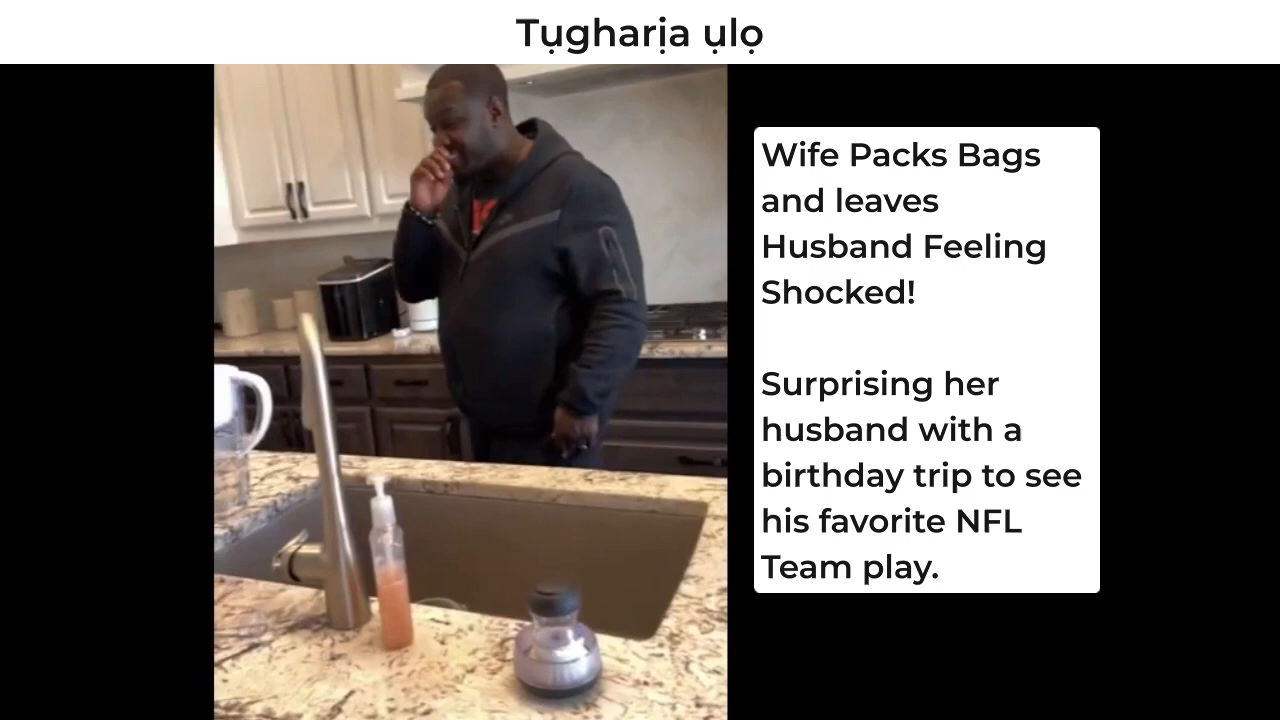 Tụgharịa ụlọ
Wife Packs Bags
and leaves
Husband Feeling
Shocked!
Surprising her
husband with a
birthday trip to see
his favorite NFL
Team play.